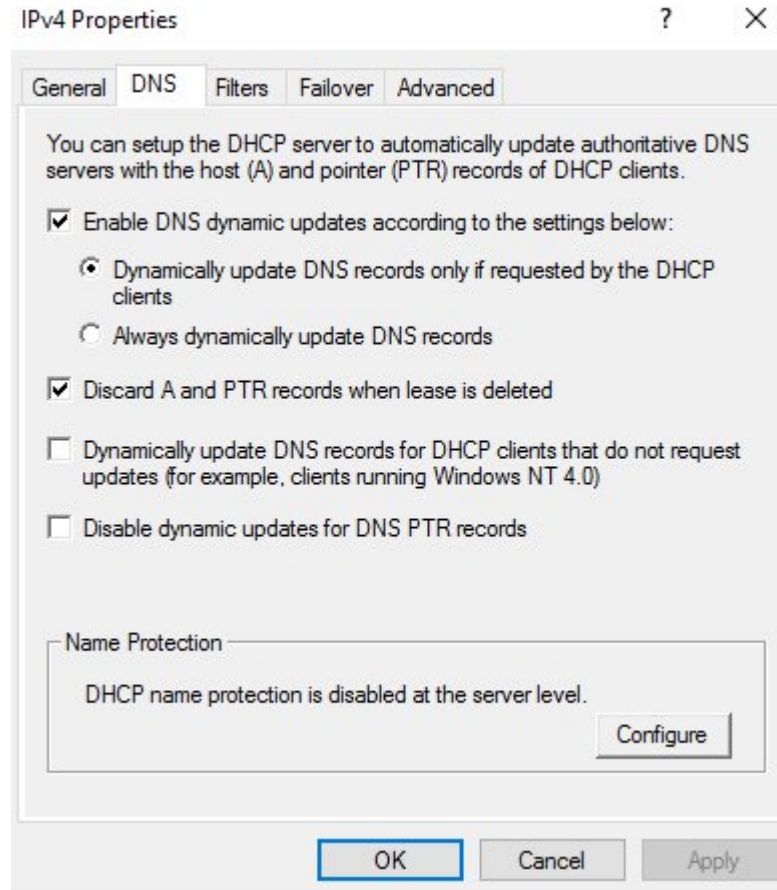 IPv4 Properties ? ×
General DNS Filters Failover Advanced
You can setup the DHCP server to automatically update authoritative DNS
servers with the host (A) and pointer (PTR) records of DHCP clients.
Enable DNS dynamic updates according to the settings below:
Dynamically update DNS records only if requested by the DHCP
clients
Always dynamically update DNS records
Discard A and PTR records when lease is deleted
Dynamically update DNS records for DHCP clients that do not request
updates (for example, clients running Windows NT 4.0)
Disable dynamic updates for DNS PTR records
Name Protection
DHCP name protection is disabled at the server level.
Configure
OK Cancel Apply